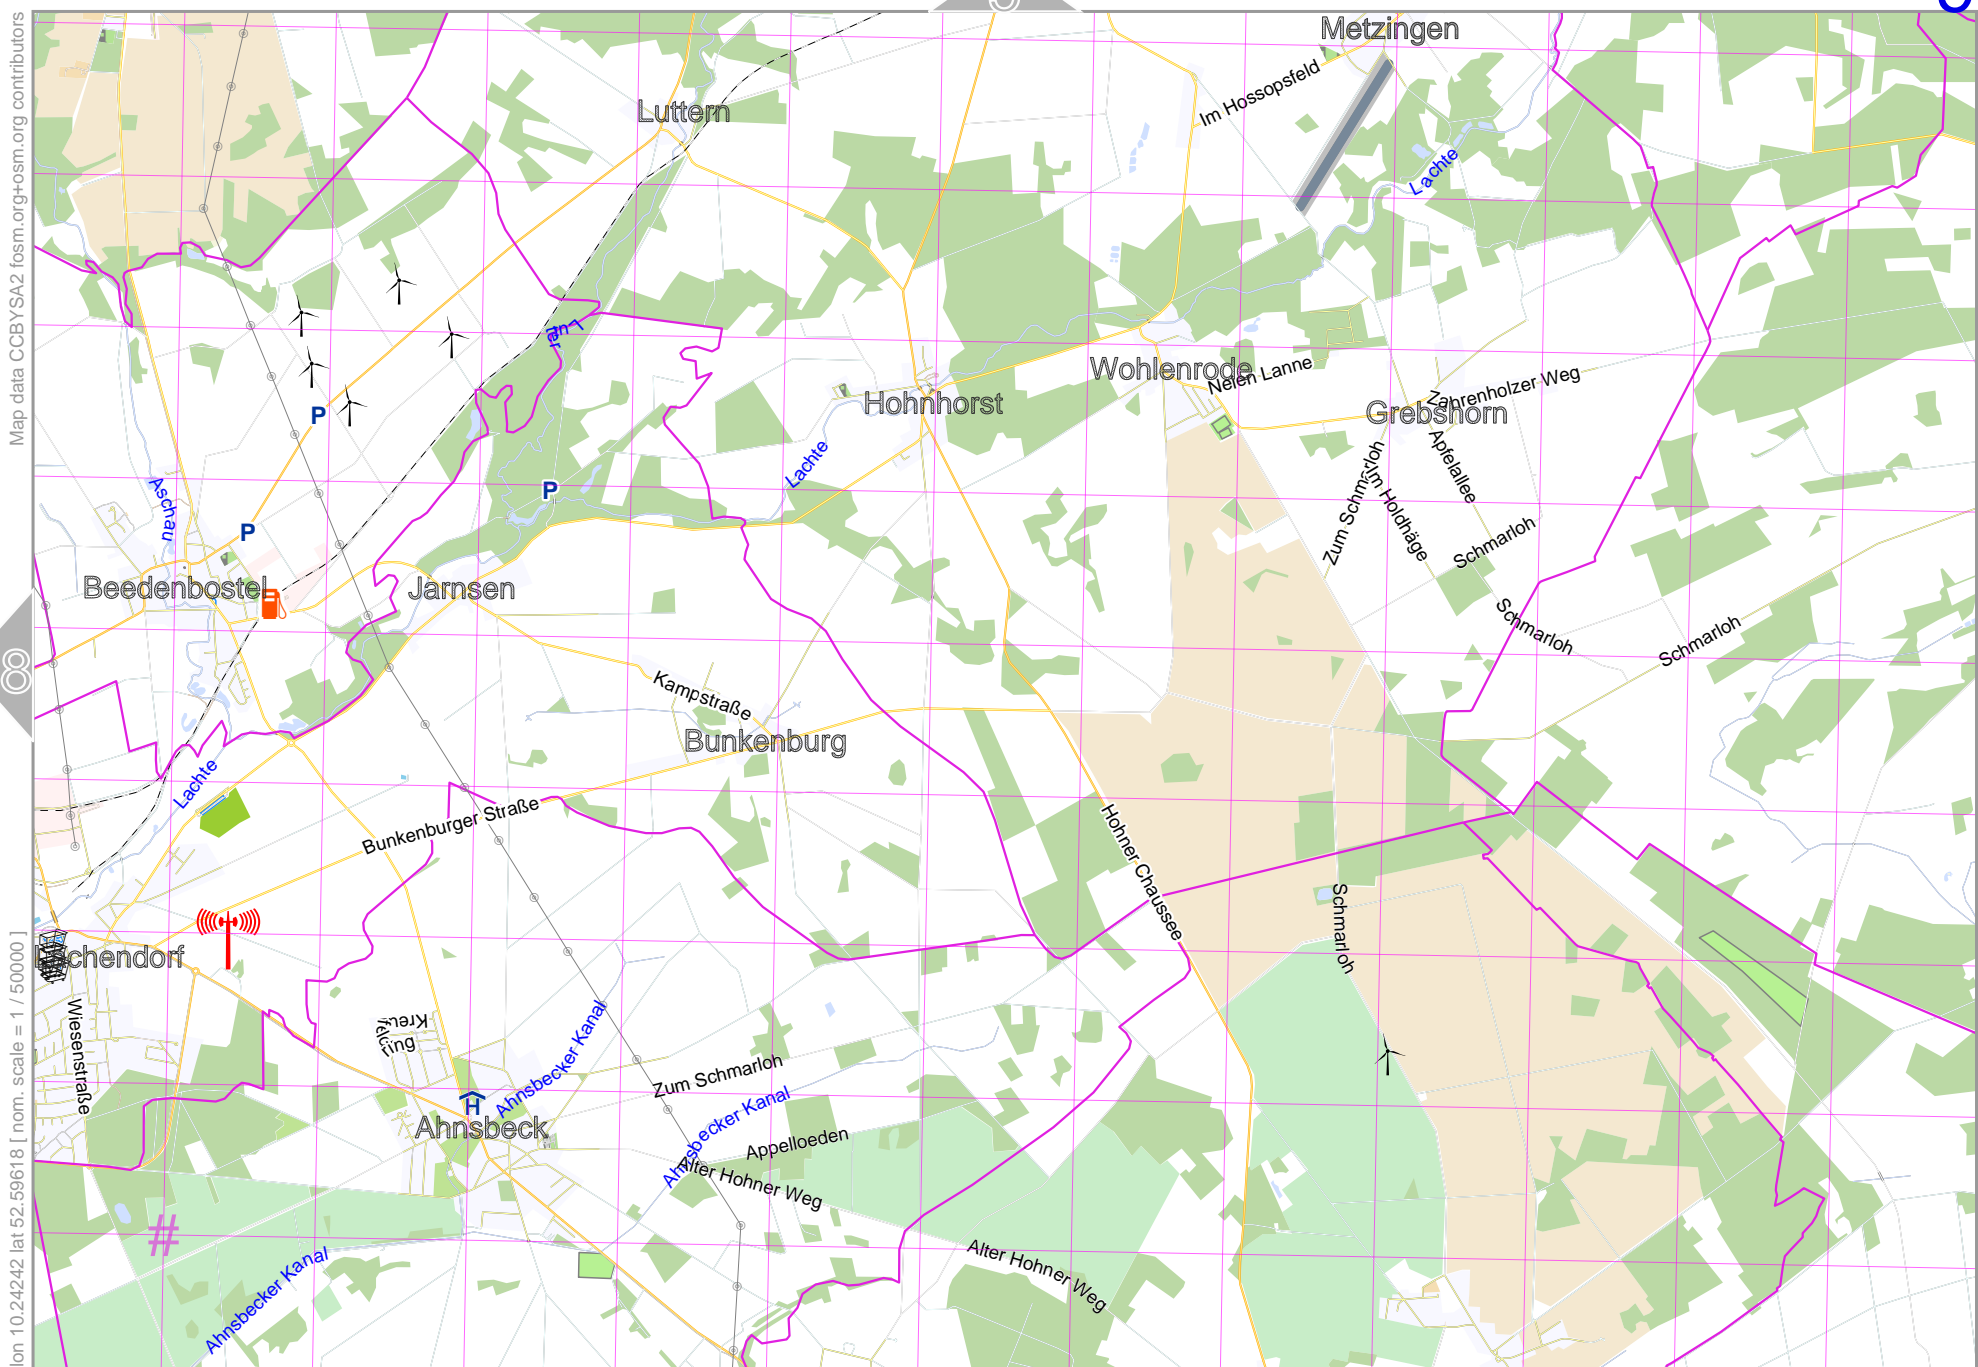 Metzingen
Im Hossopsfeld
Luttern
Lachte
Luer
Wohlenrode
Nelen Lanne
Zahrenholzer Weg
Grebshorn
Hohnhorst
P
Lachte
Apfelallee
Zum Schmarloh
Im Holdhäge
Schmarloh
P
Aschau
P
Beedenbostel
Jarnsen
Schmarloh
Schmarloh
8
Kampstraße
Bunkenburg
Lachte
Bunkenburger Straße
Hohner Chaussee
Schmarloh
Wiesenstraße
Ahnsbecker Kanal
Zum Schmarloh
H
Ahnsbeck
Ahnsbecker Kanal
Appelloeden
Alter Hohner Weg
#
Ahnsbecker Kanal
Alter Hohner Weg
Map data CCBYSA2 fosm.org+osm.org contributors
lon 10.24242 lat 52.59618 [ nom. scale = 1 / 50000 ]